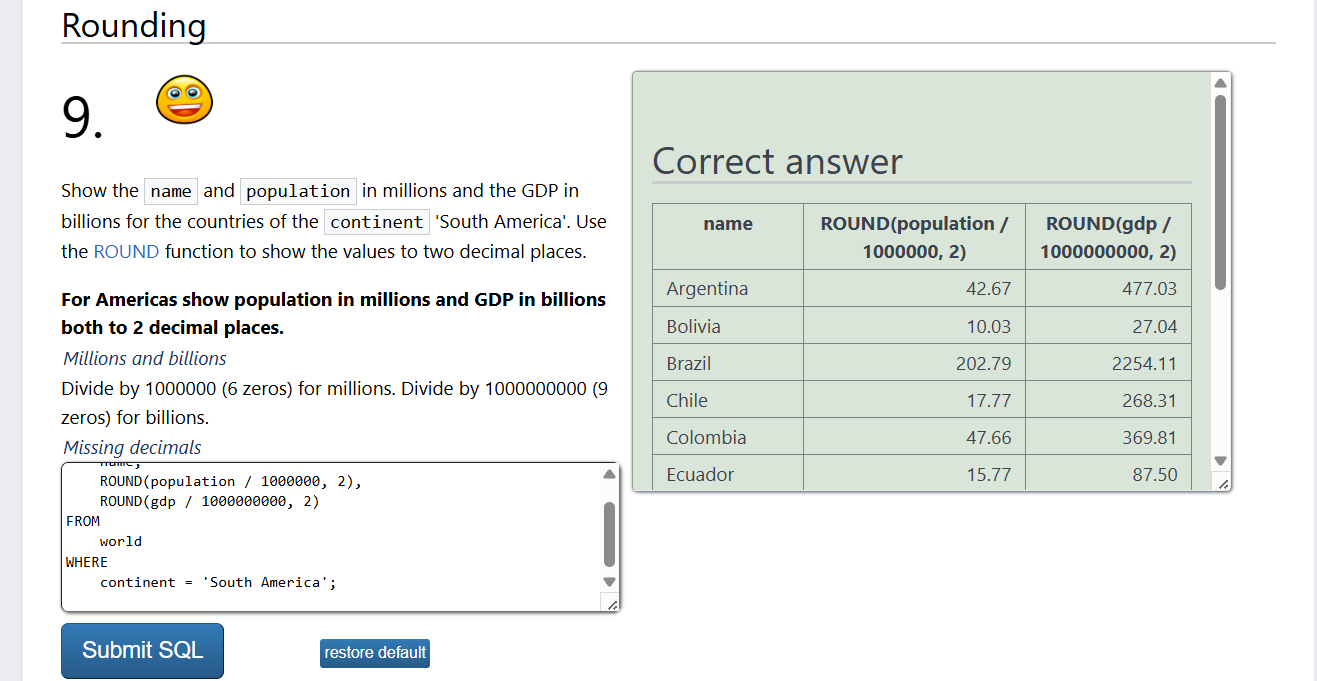 Rounding
9.
Show the name and population in millions and the GDP in
billions for the countries of the continent 'South America'. Use
the ROUND function to show the values to two decimal places.
For Americas show population in millions and GDP in billions
both to 2 decimal places.
Millions and billions
Divide by 1000000 (6 zeros) for millions. Divide by 1000000000 (9
zeros) for billions.
Missing decimals
name,
ROUND(population / 1000000, 2),
ROUND(gdp / 1000000000, 2)
FROM
world
WHERE
continent = 'South America';
Submit SQL
restore default
Correct answer
name ROUND(population / 1000000, 2) ROUND(gdp / 1000000000, 2)
Argentina 42.67 477.03
Bolivia 10.03 27.04
Brazil 202.79 2254.11
Chile 17.77 268.31
Colombia 47.66 369.81
Ecuador 15.77 87.50